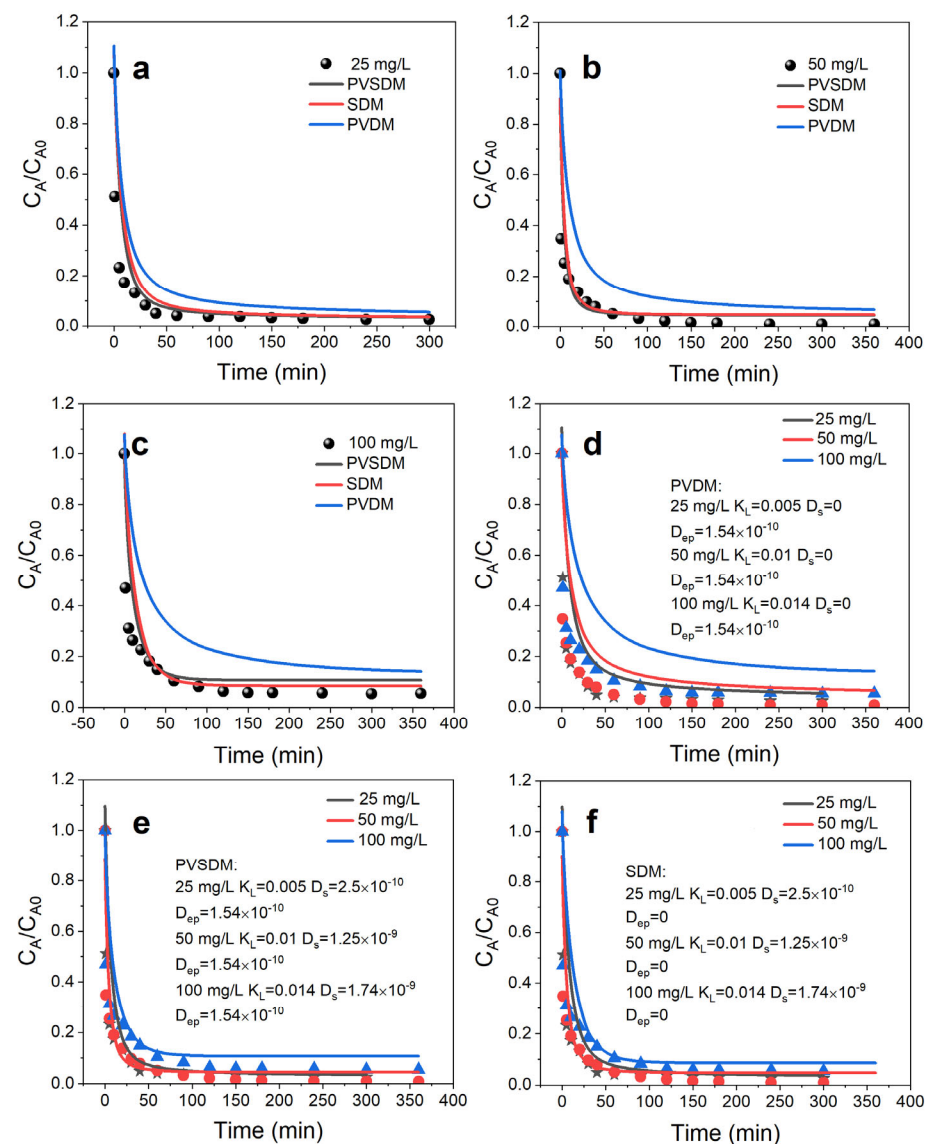 a
25 mg/L
PVSDM
SDM
PVDM
1.2
1.0
0.8
0.6
0.4
0.2
0.0
C_A/C_A0
0 50 100 150 200 250 300
Time (min)
b
50 mg/L
PVSDM
SDM
PVDM
1.2
1.0
0.8
0.6
0.4
0.2
0.0
C_A/C_A0
0 50 100 150 200 250 300 350 400
Time (min)
c
100 mg/L
PVSDM
SDM
PVDM
1.2
1.0
0.8
0.6
0.4
0.2
0.0
C_A/C_A0
-50 0 50 100 150 200 250 300 350 400
Time (min)
d
25 mg/L
50 mg/L
100 mg/L
PVDM:
25 mg/L K_L=0.005 D_s=0
D_ep=1.54×10^-10
50 mg/L K_L=0.01 D_s=0
D_ep=1.54×10^-10
100 mg/L K_L=0.014 D_s=0
D_ep=1.54×10^-10
1.2
1.0
0.8
0.6
0.4
0.2
0.0
C_A/C_A0
0 50 100 150 200 250 300 350 400
Time (min)
e
25 mg/L
50 mg/L
100 mg/L
PVSDM:
25 mg/L K_L=0.005 D_s=2.5×10^-10
D_ep=1.54×10^-10
50 mg/L K_L=0.01 D_s=1.25×10^-9
D_ep=1.54×10^-10
100 mg/L K_L=0.014 D_s=1.74×10^-9
D_ep=1.54×10^-10
1.2
1.0
0.8
0.6
0.4
0.2
0.0
C_A/C_A0
0 50 100 150 200 250 300 350 400
Time (min)
f
25 mg/L
50 mg/L
100 mg/L
SDM:
25 mg/L K_L=0.005 D_s=2.5×10^-10
D_ep=0
50 mg/L K_L=0.01 D_s=1.25×10^-9
D_ep=0
100 mg/L K_L=0.014 D_s=1.74×10^-9
D_ep=0
1.2
1.0
0.8
0.6
0.4
0.2
0.0
C_A/C_A0
0 50 100 150 200 250 300 350 400
Time (min)